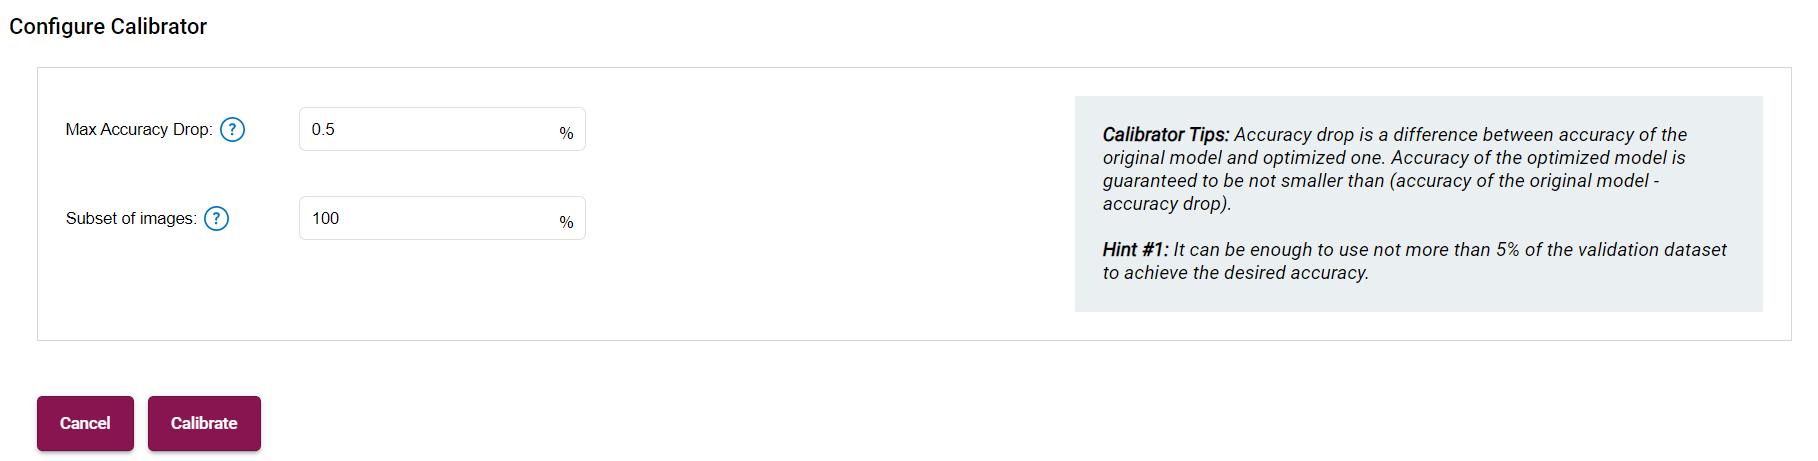 Configure Calibrator
Max Accuracy Drop: ?
0.5 %
Subset of images: ?
100 %
Calibrator Tips: Accuracy drop is a difference between accuracy of the
original model and optimized one. Accuracy of the optimized model is
guaranteed to be not smaller than (accuracy of the original model -
accuracy drop).
Hint #1: It can be enough to use not more than 5% of the validation dataset
to achieve the desired accuracy.
Cancel
Calibrate